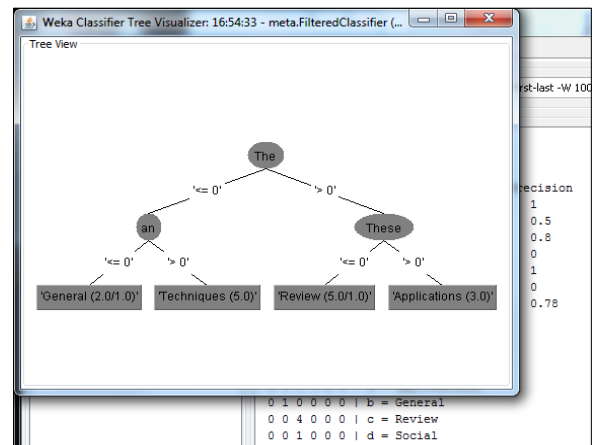 Weka Classifier Tree Visualizer: 16:54:33 - meta.FilteredClassifier (...
Tree View
rst-last -W 100
The
'<= 0' '> 0'
ecision
1
an These
0.5
0.8
'<= 0' '> 0' '<= 0' '> 0'
0
1
0
'General (2.0/1.0)' 'Techniques (5.0)' 'Review (5.0/1.0)' 'Applications (3.0)'
0.78
0 1 0 0 0 0 | b = General
0 0 4 0 0 0 | c = Review
0 0 1 0 0 0 | d = Social